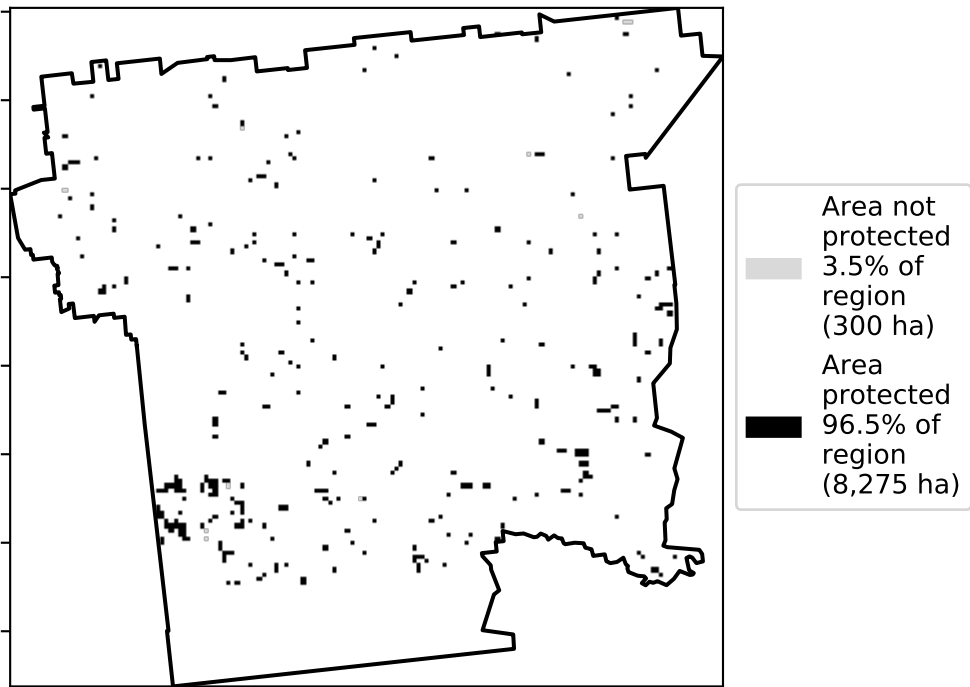 Area not
protected
3.5% of
region
(300 ha)
Area
protected
96.5% of
region
(8,275 ha)